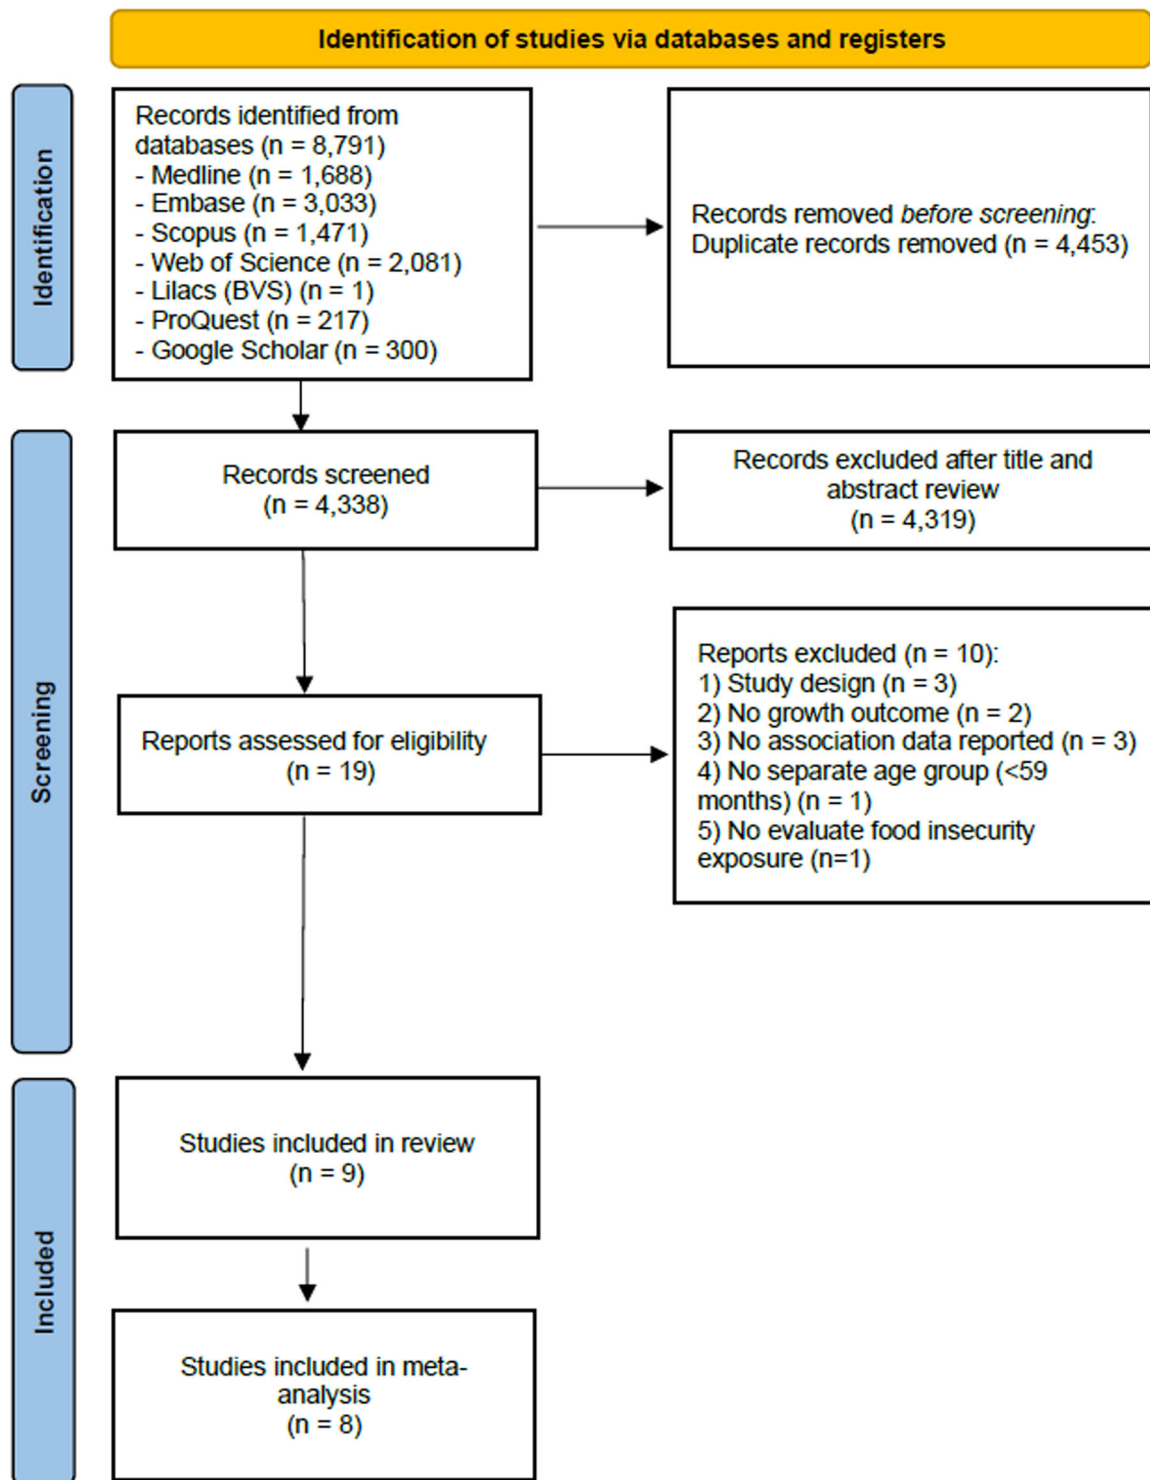 Identification of studies via databases and registers
Identification
Records identified from
databases (n = 8,791)
- Medline (n = 1,688)
- Embase (n = 3,033)
- Scopus (n = 1,471)
- Web of Science (n = 2,081)
- Lilacs (BVS) (n = 1)
- ProQuest (n = 217)
- Google Scholar (n = 300)
Records removed before screening:
Duplicate records removed (n = 4,453)
Screening
Records screened
(n = 4,338)
Records excluded after title and
abstract review
(n = 4,319)
Reports assessed for eligibility
(n = 19)
Reports excluded (n = 10):
1) Study design (n = 3)
2) No growth outcome (n = 2)
3) No association data reported (n = 3)
4) No separate age group (<59
months) (n = 1)
5) No evaluate food insecurity
exposure (n=1)
Included
Studies included in review
(n = 9)
Studies included in meta-
analysis
(n = 8)